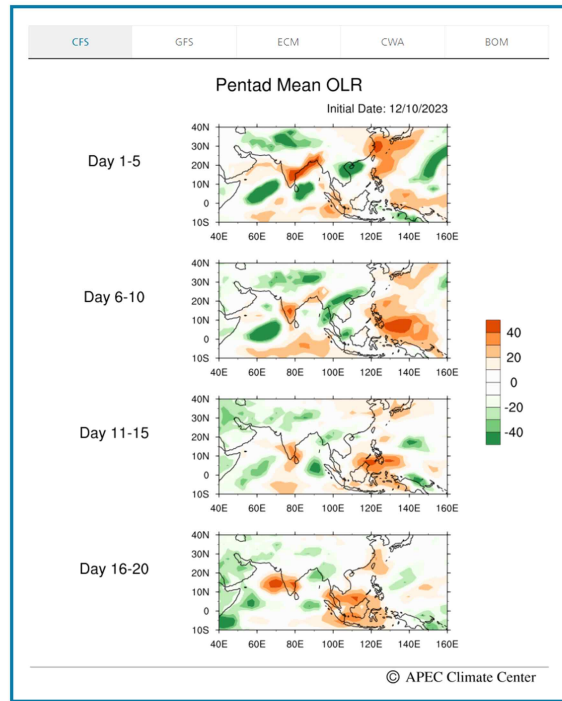 CFS GFS ECM CWA BOM
Pentad Mean OLR
Initial Date: 12/10/2023
Day 1-5
40N
30N
20N
10N
0
10S
40E 60E 80E 100E 120E 140E 160E
Day 6-10
40N
30N
20N
10N
0
10S
40E 60E 80E 100E 120E 140E 160E
40
20
0
-20
-40
Day 11-15
40N
30N
20N
10N
0
10S
40E 60E 80E 100E 120E 140E 160E
Day 16-20
40N
30N
20N
10N
0
10S
40E 60E 80E 100E 120E 140E 160E
© APEC Climate Center